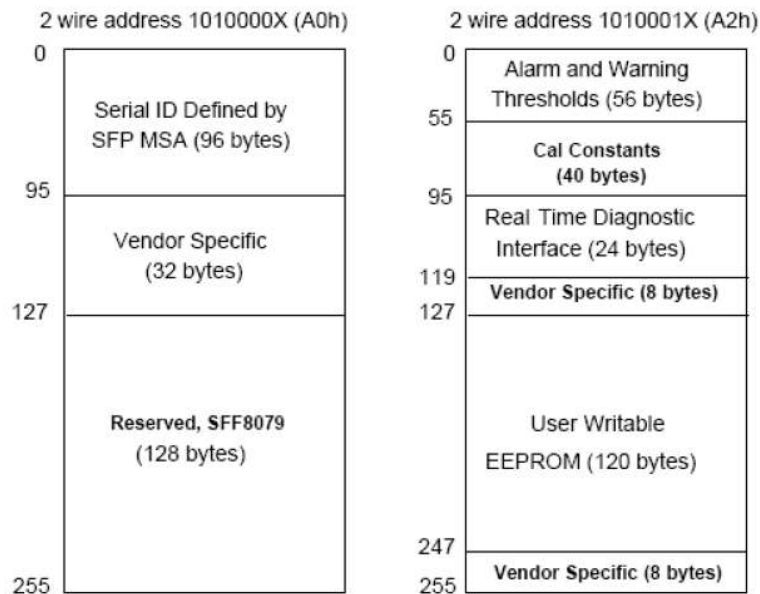 2 wire address 1010000X (A0h)
0
Serial ID Defined by
SFP MSA (96 bytes)
95
Vendor Specific
(32 bytes)
127
Reserved, SFF8079
(128 bytes)
255
2 wire address 1010001X (A2h)
0
Alarm and Warning
Thresholds (56 bytes)
55
Cal Constants
(40 bytes)
95
Real Time Diagnostic
Interface (24 bytes)
119
Vendor Specific (8 bytes)
127
User Writable
EEPROM (120 bytes)
247
Vendor Specific (8 bytes)
255